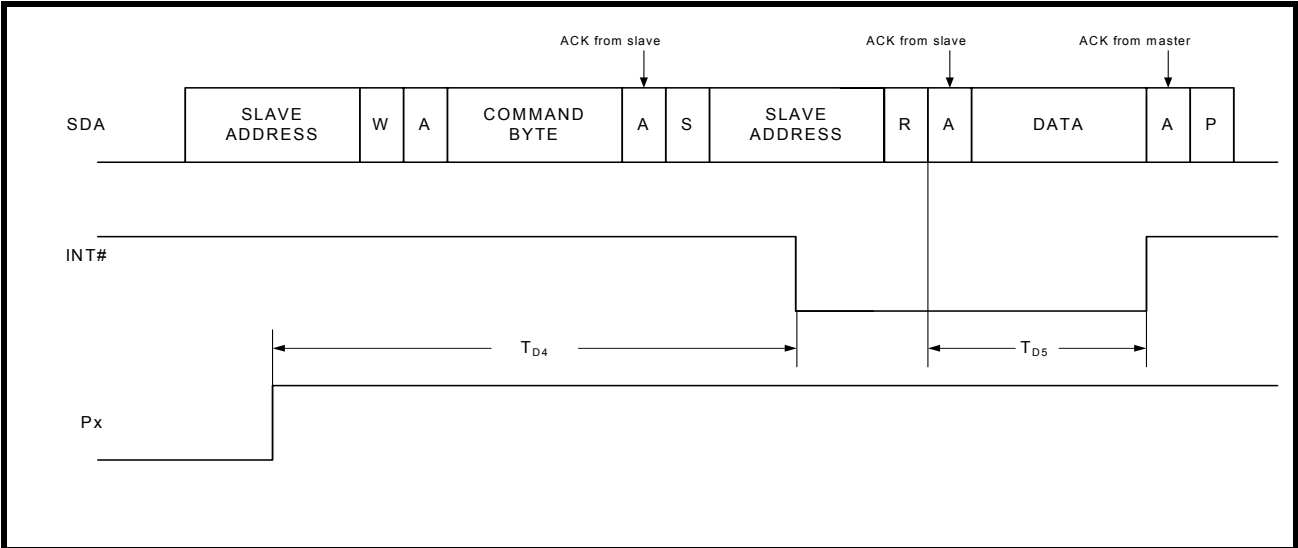 ACK from slave
ACK from slave
ACK from master
SDA
SLAVE
ADDRESS
W
A
COMMAND
BYTE
A
S
SLAVE
ADDRESS
R
A
DATA
A
P
INT#
TD4
TD5
Px